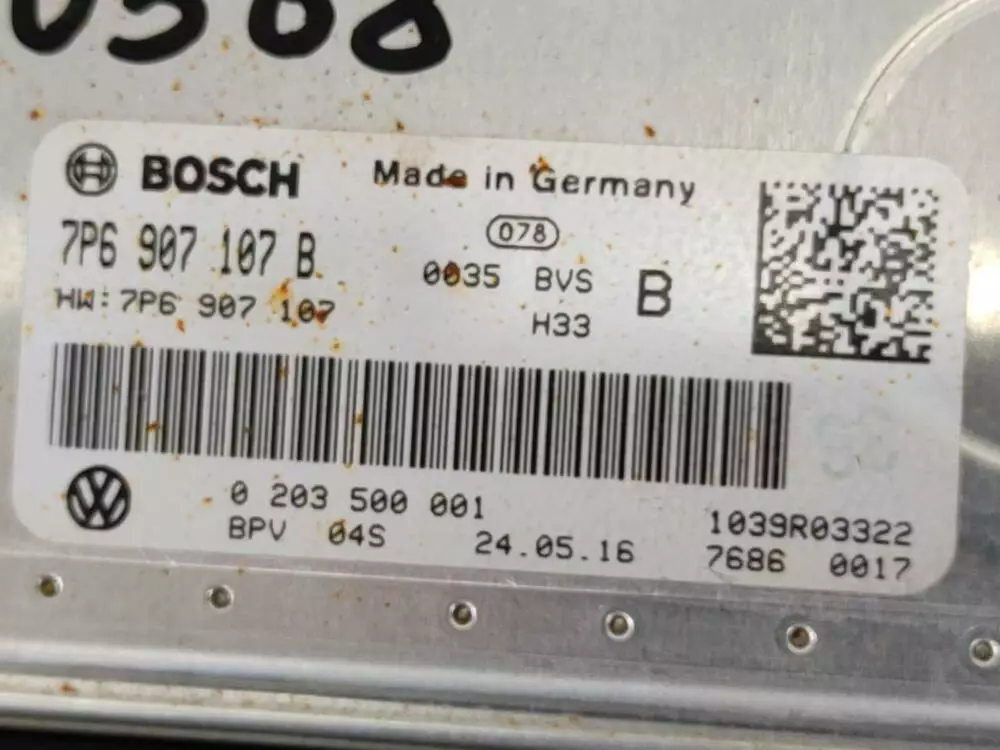 BOSCH Made in Germany
7P6 907 107 B
078
0035 BVS B
HW: 7P6 907 107
H33
0 203 500 001
1039R03322
BPV 04S
24.05.16
7686 0017